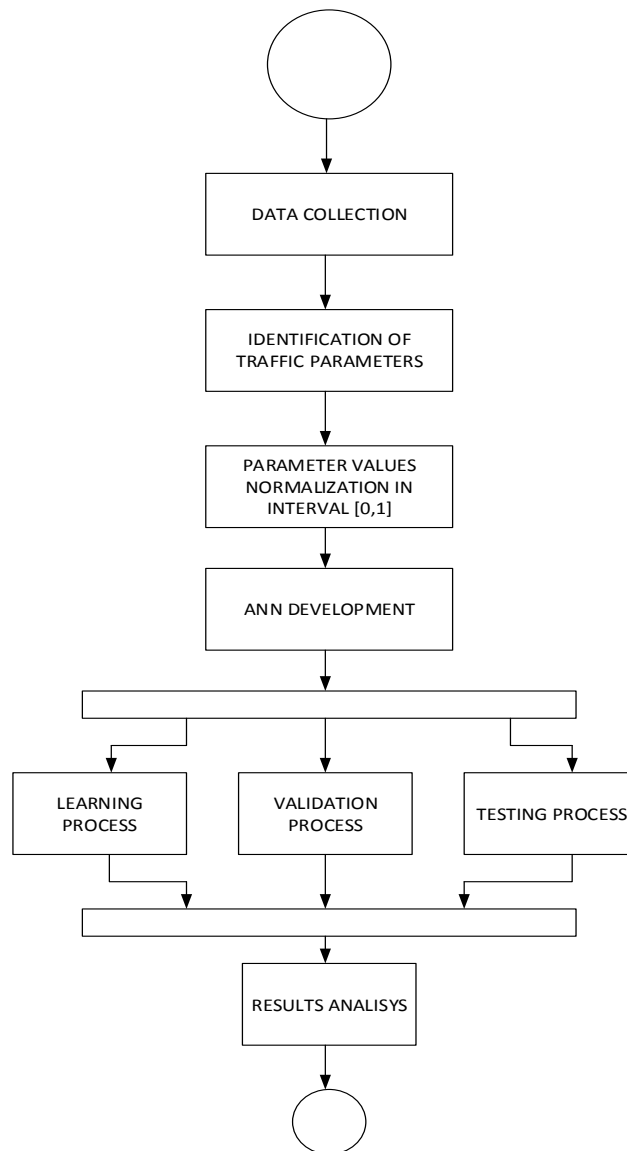 DATA COLLECTION
IDENTIFICATION OF
TRAFFIC PARAMETERS
PARAMETER VALUES
NORMALIZATION IN
INTERVAL [0,1]
ANN DEVELOPMENT
LEARNING
PROCESS
VALIDATION
PROCESS
TESTING PROCESS
RESULTS ANALISYS